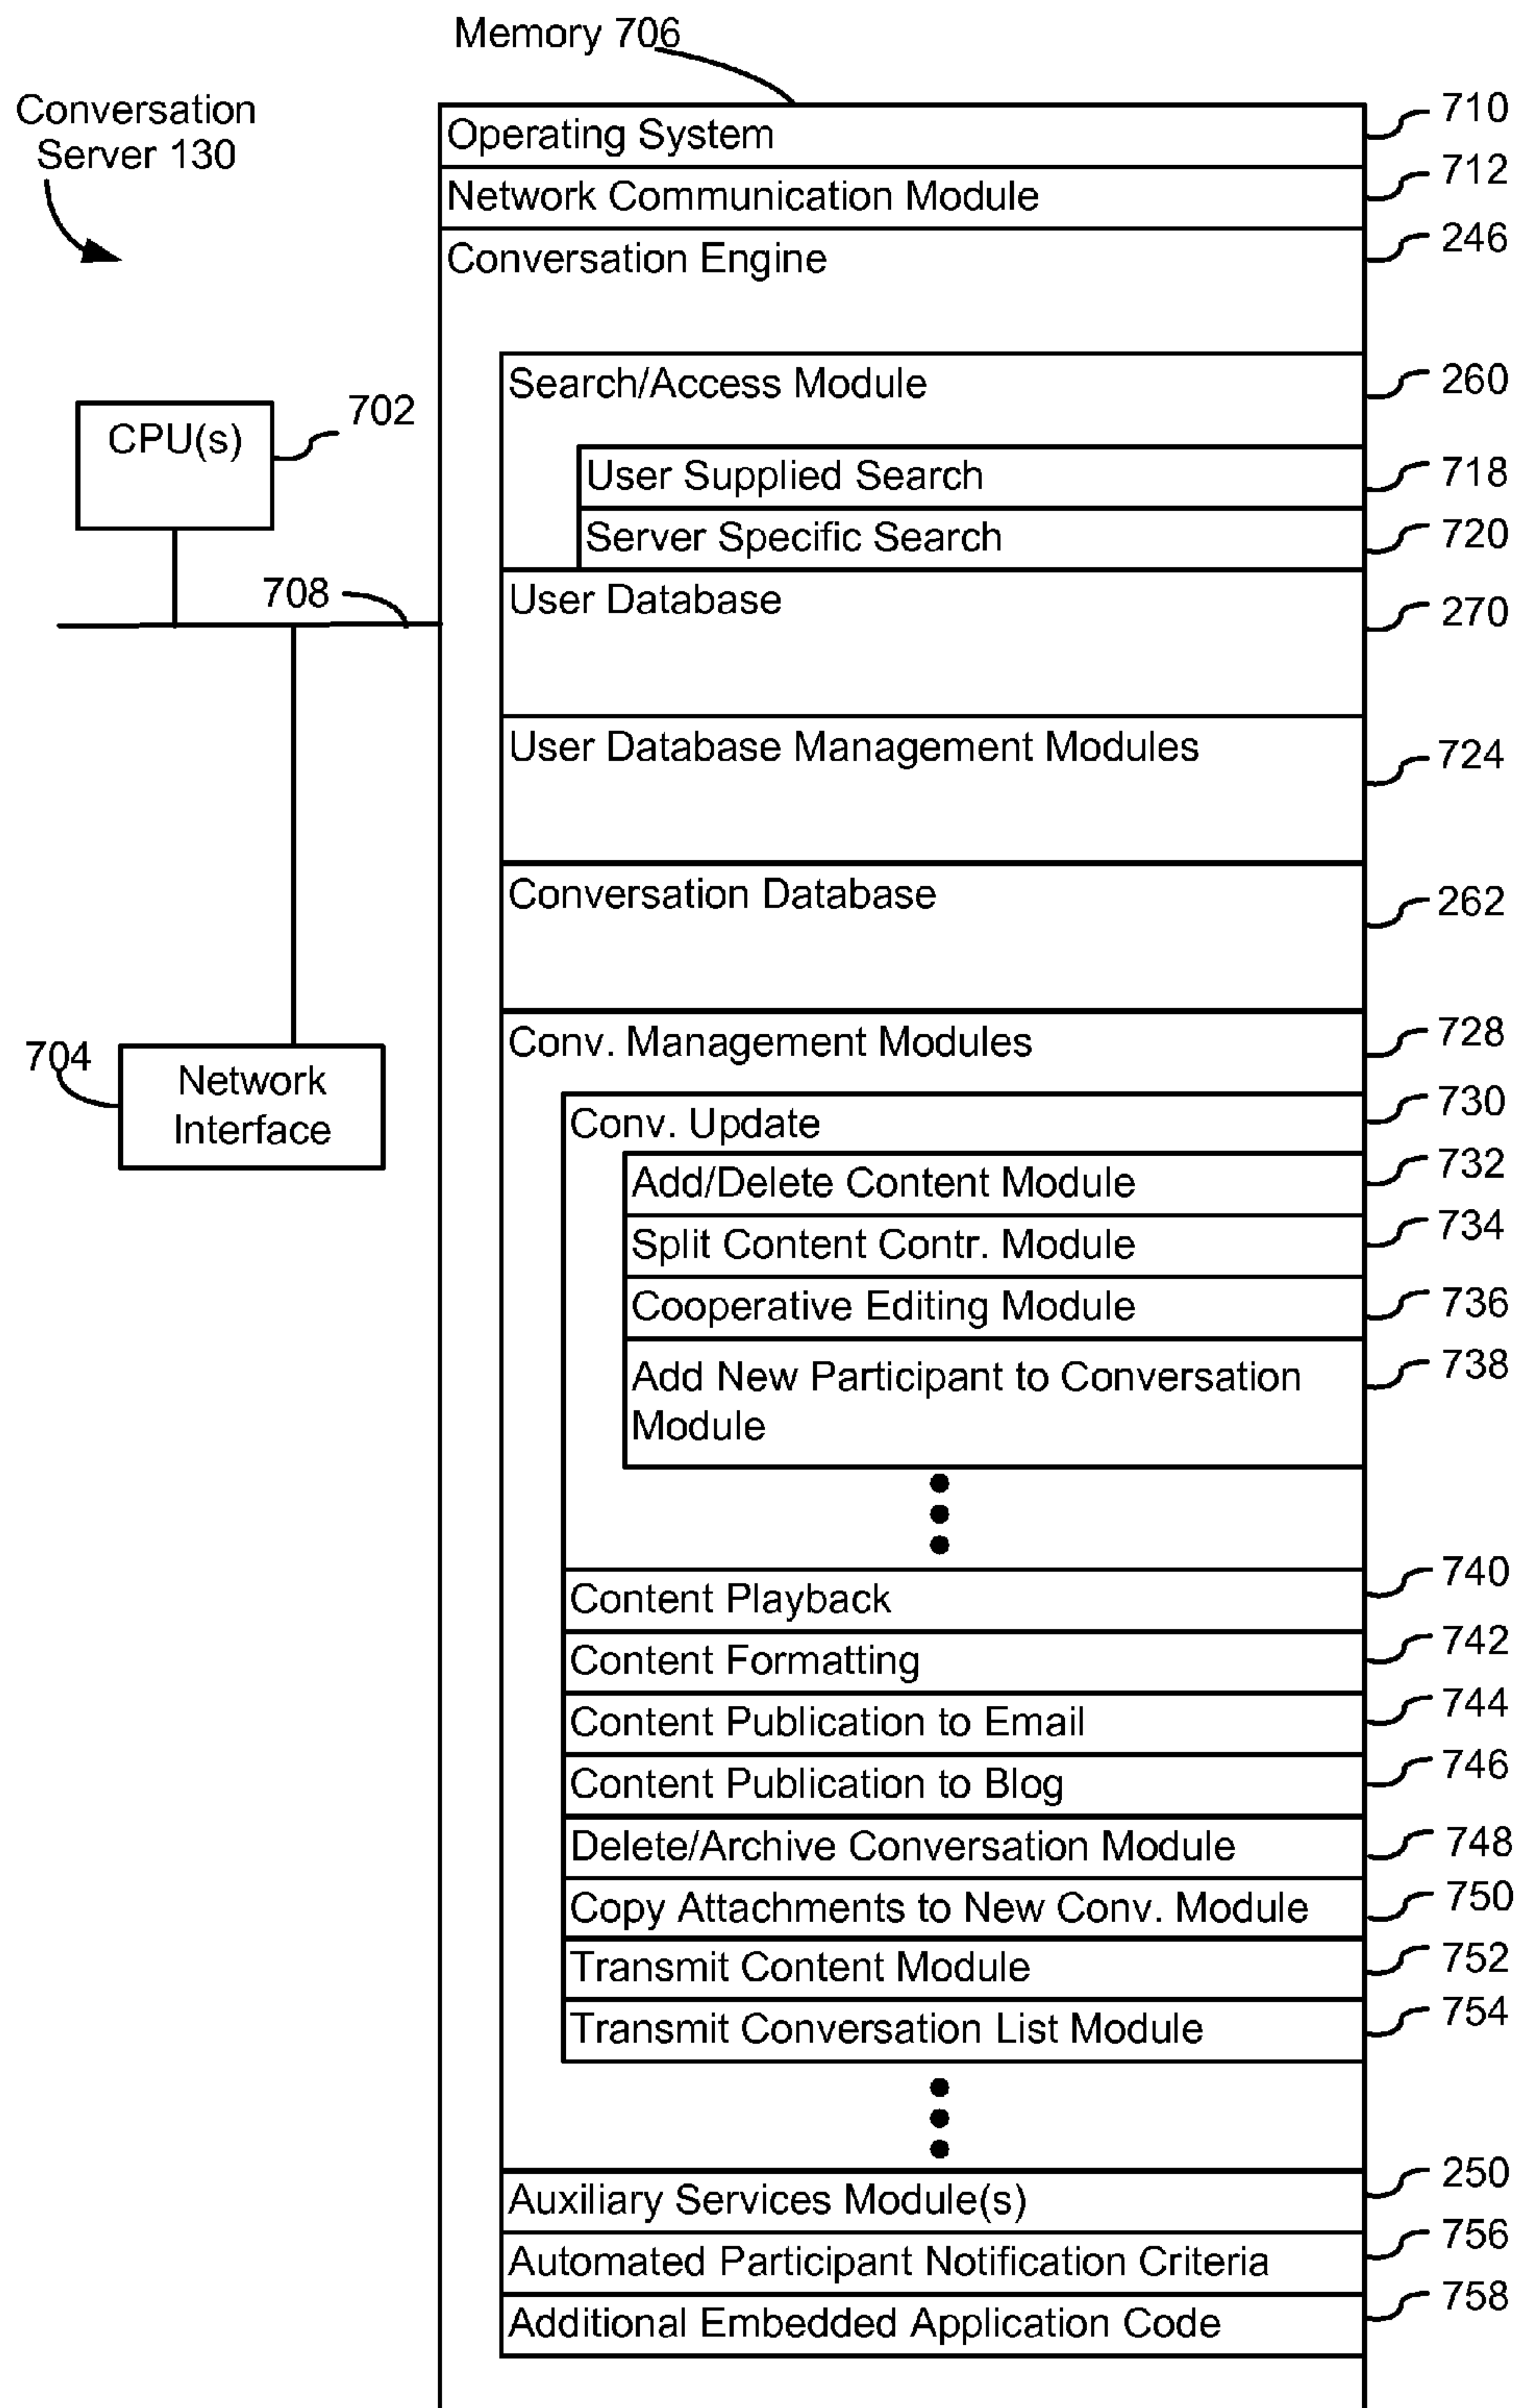 Memory 706
Conversation
Server 130
Operating System
710
Network Communication Module
712
Conversation Engine
246
Search/Access Module
260
CPU(s)
702
User Supplied Search
718
Server Specific Search
720
708
User Database
270
User Database Management Modules
724
Conversation Database
262
Conv. Management Modules
728
704
Network
Interface
Conv. Update
730
Add/Delete Content Module
732
Split Content Contr. Module
734
Cooperative Editing Module
736
Add New Participant to Conversation
Module
738
Content Playback
740
Content Formatting
742
Content Publication to Email
744
Content Publication to Blog
746
Delete/Archive Conversation Module
748
Copy Attachments to New Conv. Module
750
Transmit Content Module
752
Transmit Conversation List Module
754
Auxiliary Services Module(s)
250
Automated Participant Notification Criteria
756
Additional Embedded Application Code
758